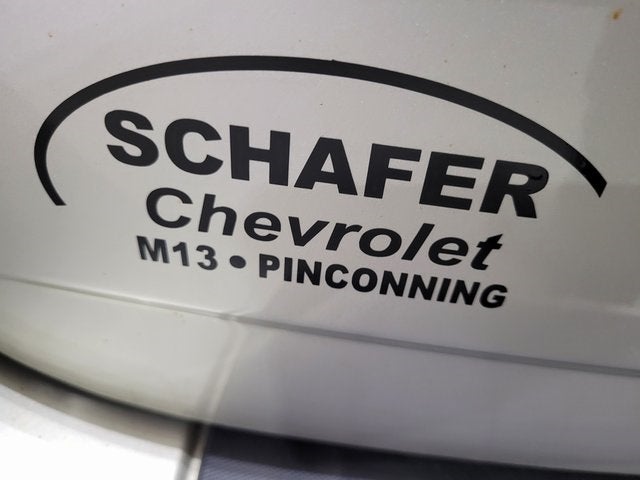 SCHAFER
Chevrolet
M13 • PINCONNING